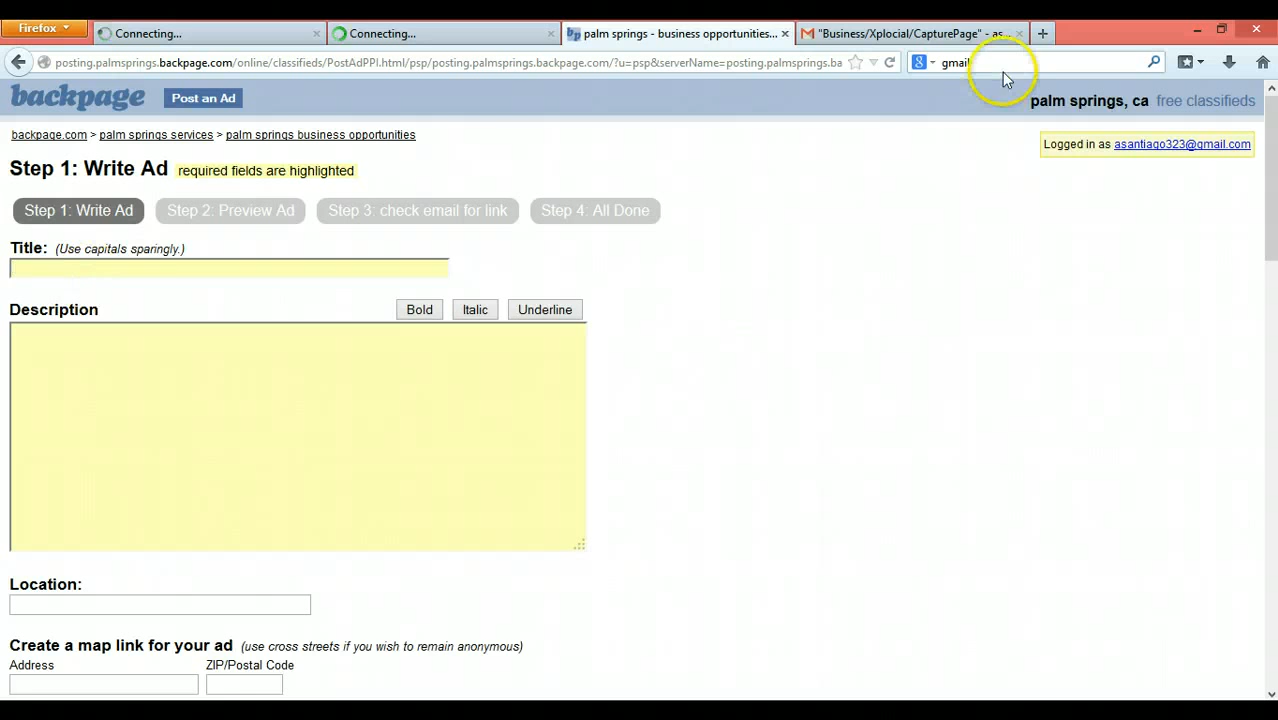 Firefox
Connecting...
Connecting...
palm springs - business opportunities...
"Business/Xplocial/CapturePage" - as...
posting.palmsprings.backpage.com/online/classifieds/PostAdPPI.html/psp/posting.palmsprings.backpage.com/?u=psp&serverName=posting.palmsprings.ba
gmail
backpage
Post an Ad
palm springs, ca free classifieds
backpage.com > palm springs services > palm springs business opportunities
Logged in as asantiago323@gmail.com
Step 1: Write Ad required fields are highlighted
Step 1: Write Ad
Step 2: Preview Ad
Step 3: check email for link
Step 4: All Done
Title: (Use capitals sparingly.)
Description
Bold
Italic
Underline
Location:
Create a map link for your ad (use cross streets if you wish to remain anonymous)
Address
ZIP/Postal Code